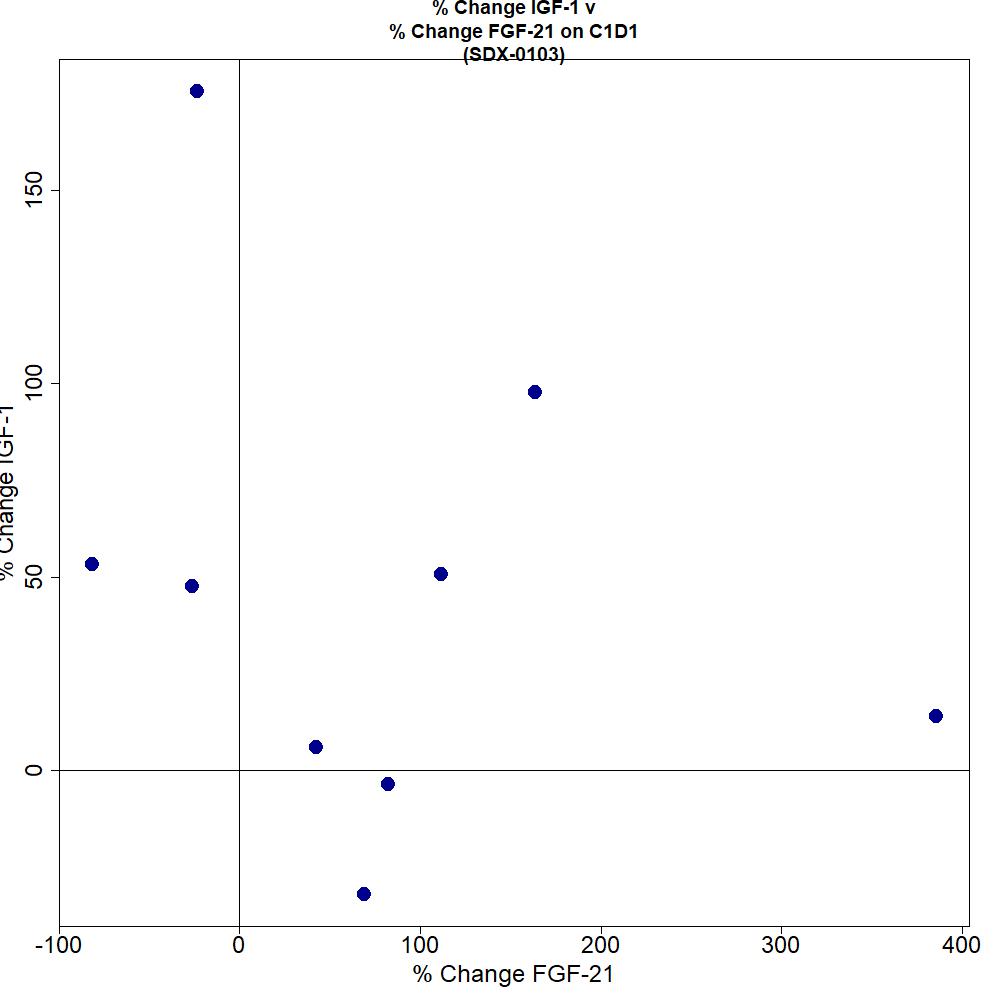 % Change IGF-1 v
% Change FGF-21 on C1D1
(SDX-0103)
% Change IGF-1
150
100
50
0
-100 0 100 200 300 400
% Change FGF-21